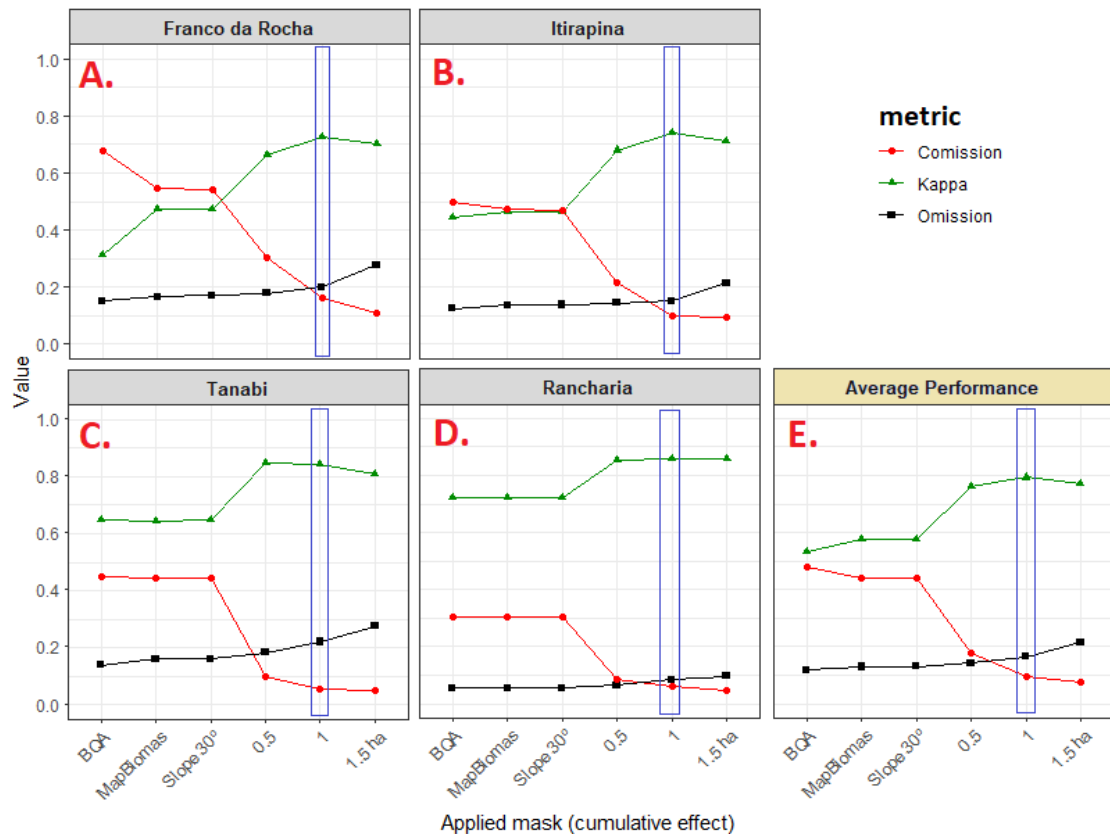 Franco da Rocha
Itirapina
A.
B.
1.0
0.8
0.6
0.4
0.2
0.0
metric
Comission
Kappa
Omission
Value
Tanabi
Rancharia
Average Performance
C.
D.
E.
1.0
0.8
0.6
0.4
0.2
0.0
BQA
MapBiomas
Slope 30º
0.5
1
1.5 ha
BQA
MapBiomas
Slope 30º
0.5
1
1.5 ha
BQA
MapBiomas
Slope 30º
0.5
1
1.5 ha
Applied mask (cumulative effect)